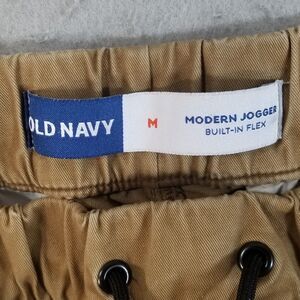 OLD NAVY
M
MODERN JOGGER
BUILT-IN FLEX